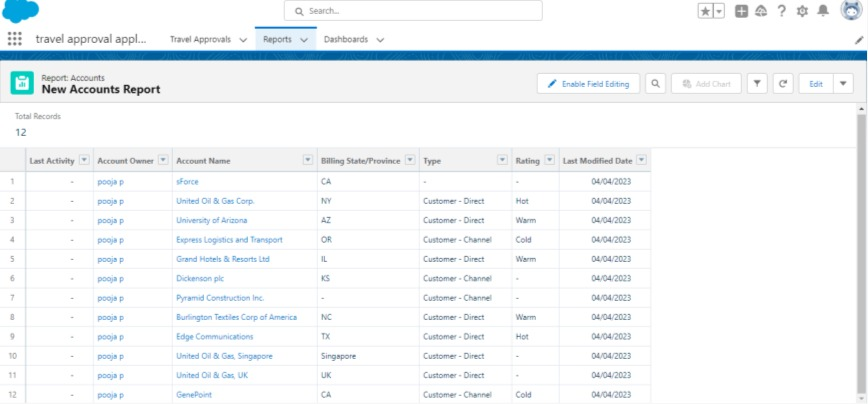 Search...
travel approval appl... Travel Approvals Reports Dashboards
Report: Accounts
New Accounts Report
Enable Field Editing Add Chart Edit
Total Records
12
Last Activity Account Owner Account Name Billing State/Province Type Rating Last Modified Date
1 - pooja p sForce CA - - 04/04/2023
2 - pooja p United Oil & Gas Corp. NY Customer - Direct Hot 04/04/2023
3 - pooja p University of Arizona AZ Customer - Direct Warm 04/04/2023
4 - pooja p Express Logistics and Transport OR Customer - Channel Cold 04/04/2023
5 - pooja p Grand Hotels & Resorts Ltd IL Customer - Direct Warm 04/04/2023
6 - pooja p Dickenson plc KS Customer - Channel - 04/04/2023
7 - pooja p Pyramid Construction Inc. - Customer - Channel - 04/04/2023
8 - pooja p Burlington Textiles Corp of America NC Customer - Direct Warm 04/04/2023
9 - pooja p Edge Communications TX Customer - Direct Hot 04/04/2023
10 - pooja p United Oil & Gas, Singapore Singapore Customer - Direct - 04/04/2023
11 - pooja p United Oil & Gas, UK UK Customer - Direct - 04/04/2023
12 - pooja p GenePoint CA Customer - Channel Cold 04/04/2023